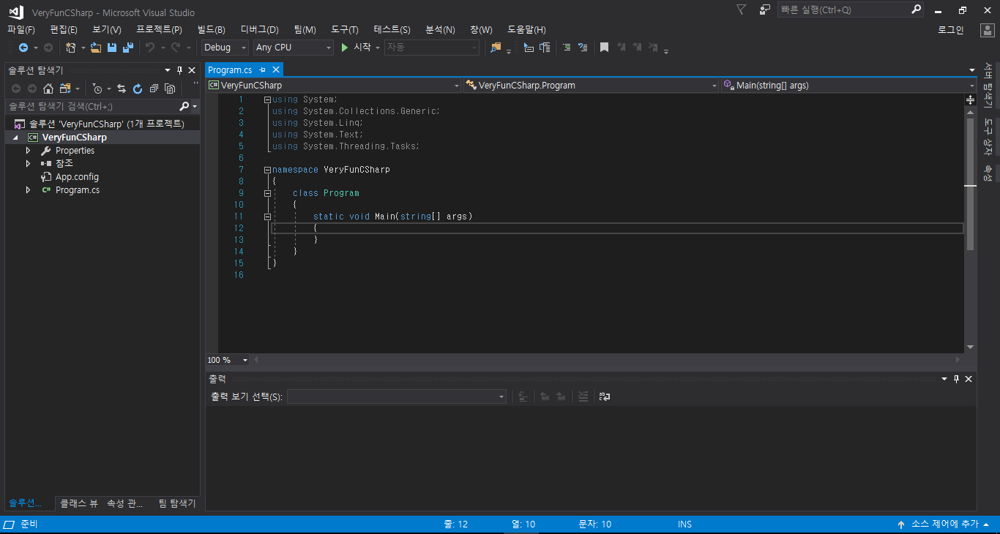 VeryFunCSharp - Microsoft Visual Studio
빠른 실행(Ctrl+Q)
파일(F) 편집(E) 보기(V) 프로젝트(P) 빌드(B) 디버그(D) 팀(M) 도구(T) 테스트(S) 분석(N) 창(W) 도움말(H)
로그인
Debug Any CPU 시작 자동
솔루션 탐색기
솔루션 탐색기 검색(Ctrl+;)
솔루션 'VeryFunCSharp' (1개 프로젝트)
C# VeryFunCSharp
Properties
참조
App.config
C# Program.cs
솔루션... 클래스 뷰 속성 관... 팀 탐색기
Program.cs
C# VeryFunCSharp VeryFunCSharp.Program Main(string[] args)
1 using System;
2 using System.Collections.Generic;
3 using System.Linq;
4 using System.Text;
5 using System.Threading.Tasks;
6
7 namespace VeryFunCSharp
8 {
9 class Program
10 {
11 static void Main(string[] args)
12 {
13 }
14 }
15 }
16
100 %
출력
출력 보기 선택(S):
서버 탐색기
도구 상자
속성
준비 줄: 12 열: 10 문자: 10 INS 소스 제어에 추가